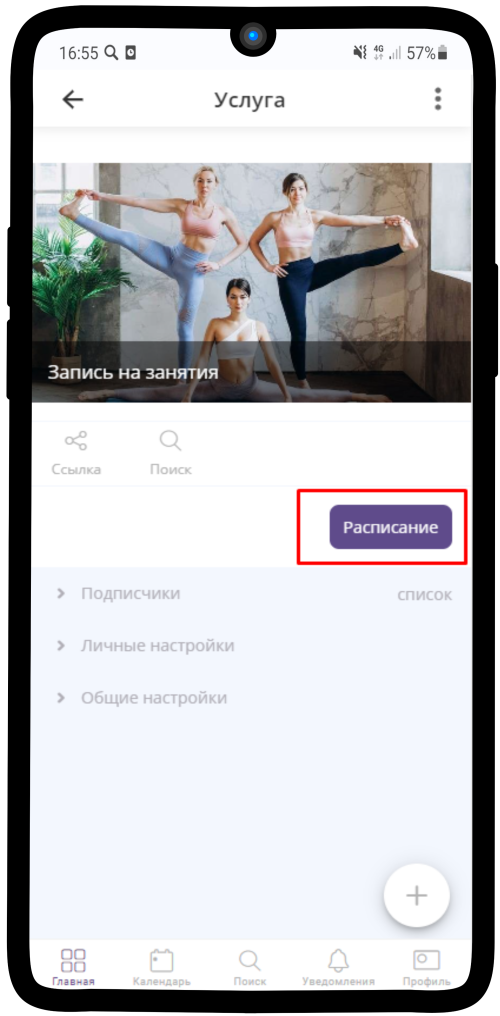 16:55 4G 57%
Услуга
Запись на занятия
Ссылка Поиск
Расписание
Подписчики список
Личные настройки
Общие настройки
Главная Календарь Поиск Уведомления Профиль